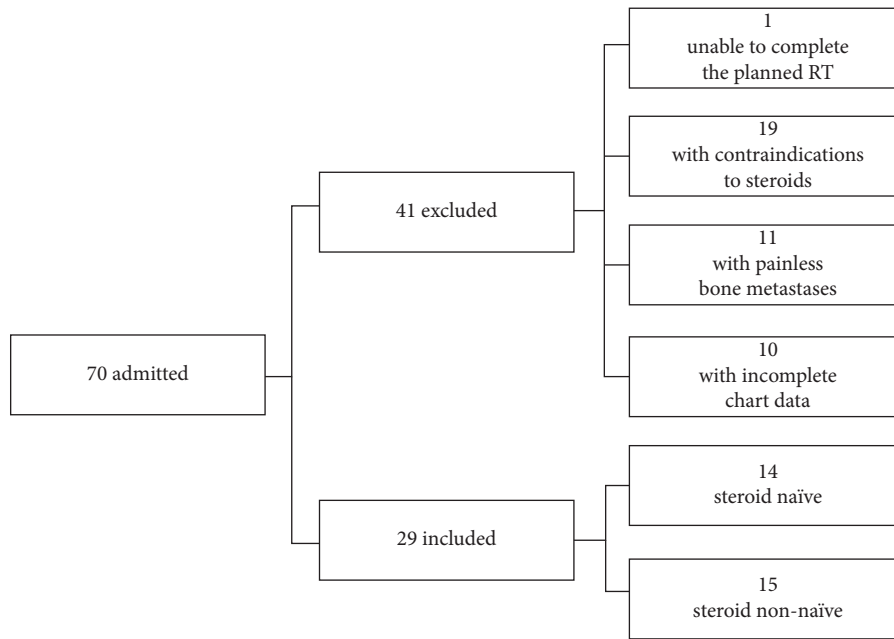 70 admitted
41 excluded
1
unable to complete
the planned RT
19
with contraindications
to steroids
11
with painless
bone metastases
10
with incomplete
chart data
29 included
14
steroid naïve
15
steroid non-naïve